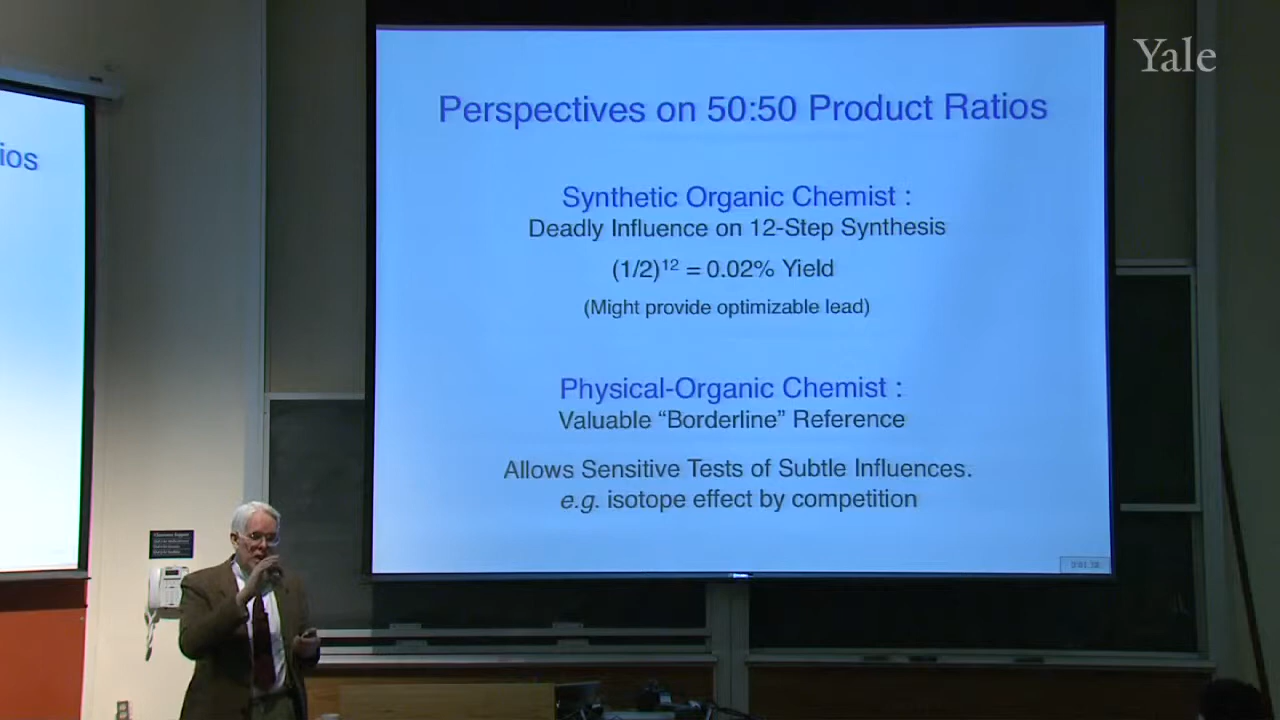 Yale
ios
Perspectives on 50:50 Product Ratios
Synthetic Organic Chemist :
Deadly Influence on 12-Step Synthesis
(1/2)¹² = 0.02% Yield
(Might provide optimizable lead)
Physical-Organic Chemist :
Valuable “Borderline” Reference
Allows Sensitive Tests of Subtle Influences.
e.g. isotope effect by competition